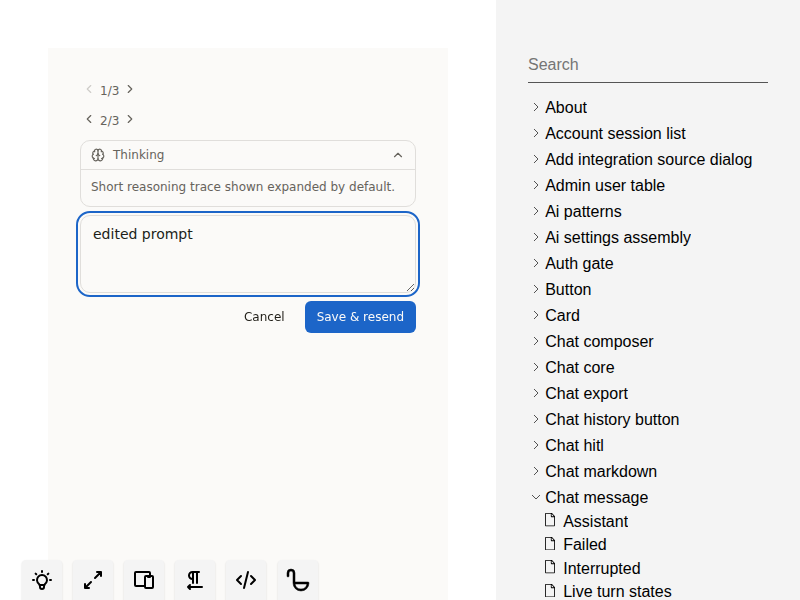 1/3
2/3
Thinking
Short reasoning trace shown expanded by default.
edited prompt
Cancel
Save & resend
Search
About
Account session list
Add integration source dialog
Admin user table
Ai patterns
Ai settings assembly
Auth gate
Button
Card
Chat composer
Chat core
Chat export
Chat history button
Chat hitl
Chat markdown
Chat message
Assistant
Failed
Interrupted
Live turn states